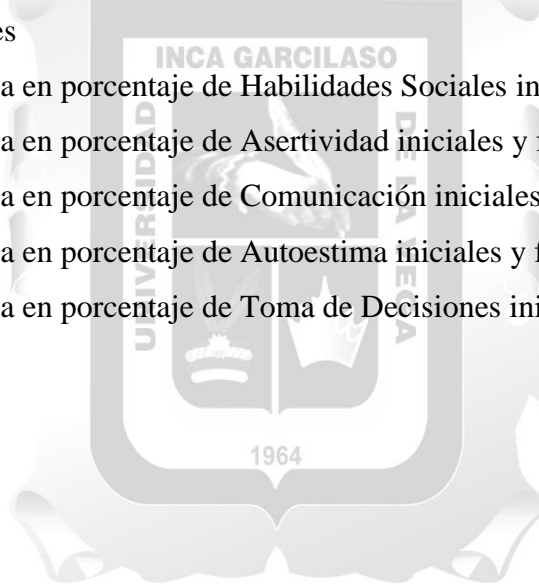 es
INCA GARCILASO
a en porcentaje de Habilidades Sociales in
a en porcentaje de Asertividad iniciales y
a en porcentaje de Comunicación iniciales
a en porcentaje de Autoestima iniciales y f
a en porcentaje de Toma de Decisiones ini
UNIVERSIDAD
DE LA VEGA
1964